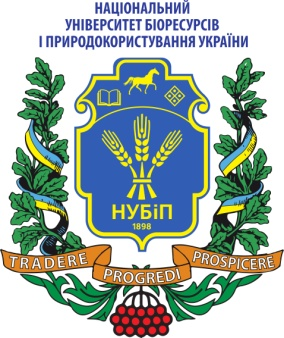 НАЦІОНАЛЬНИЙ
УНІВЕРСИТЕТ БІОРЕСУРСІВ
І ПРИРОДОКОРИСТУВАННЯ УКРАЇНИ
НУБіП
1898
TRADERE
PROGREDI
PROSPICERE